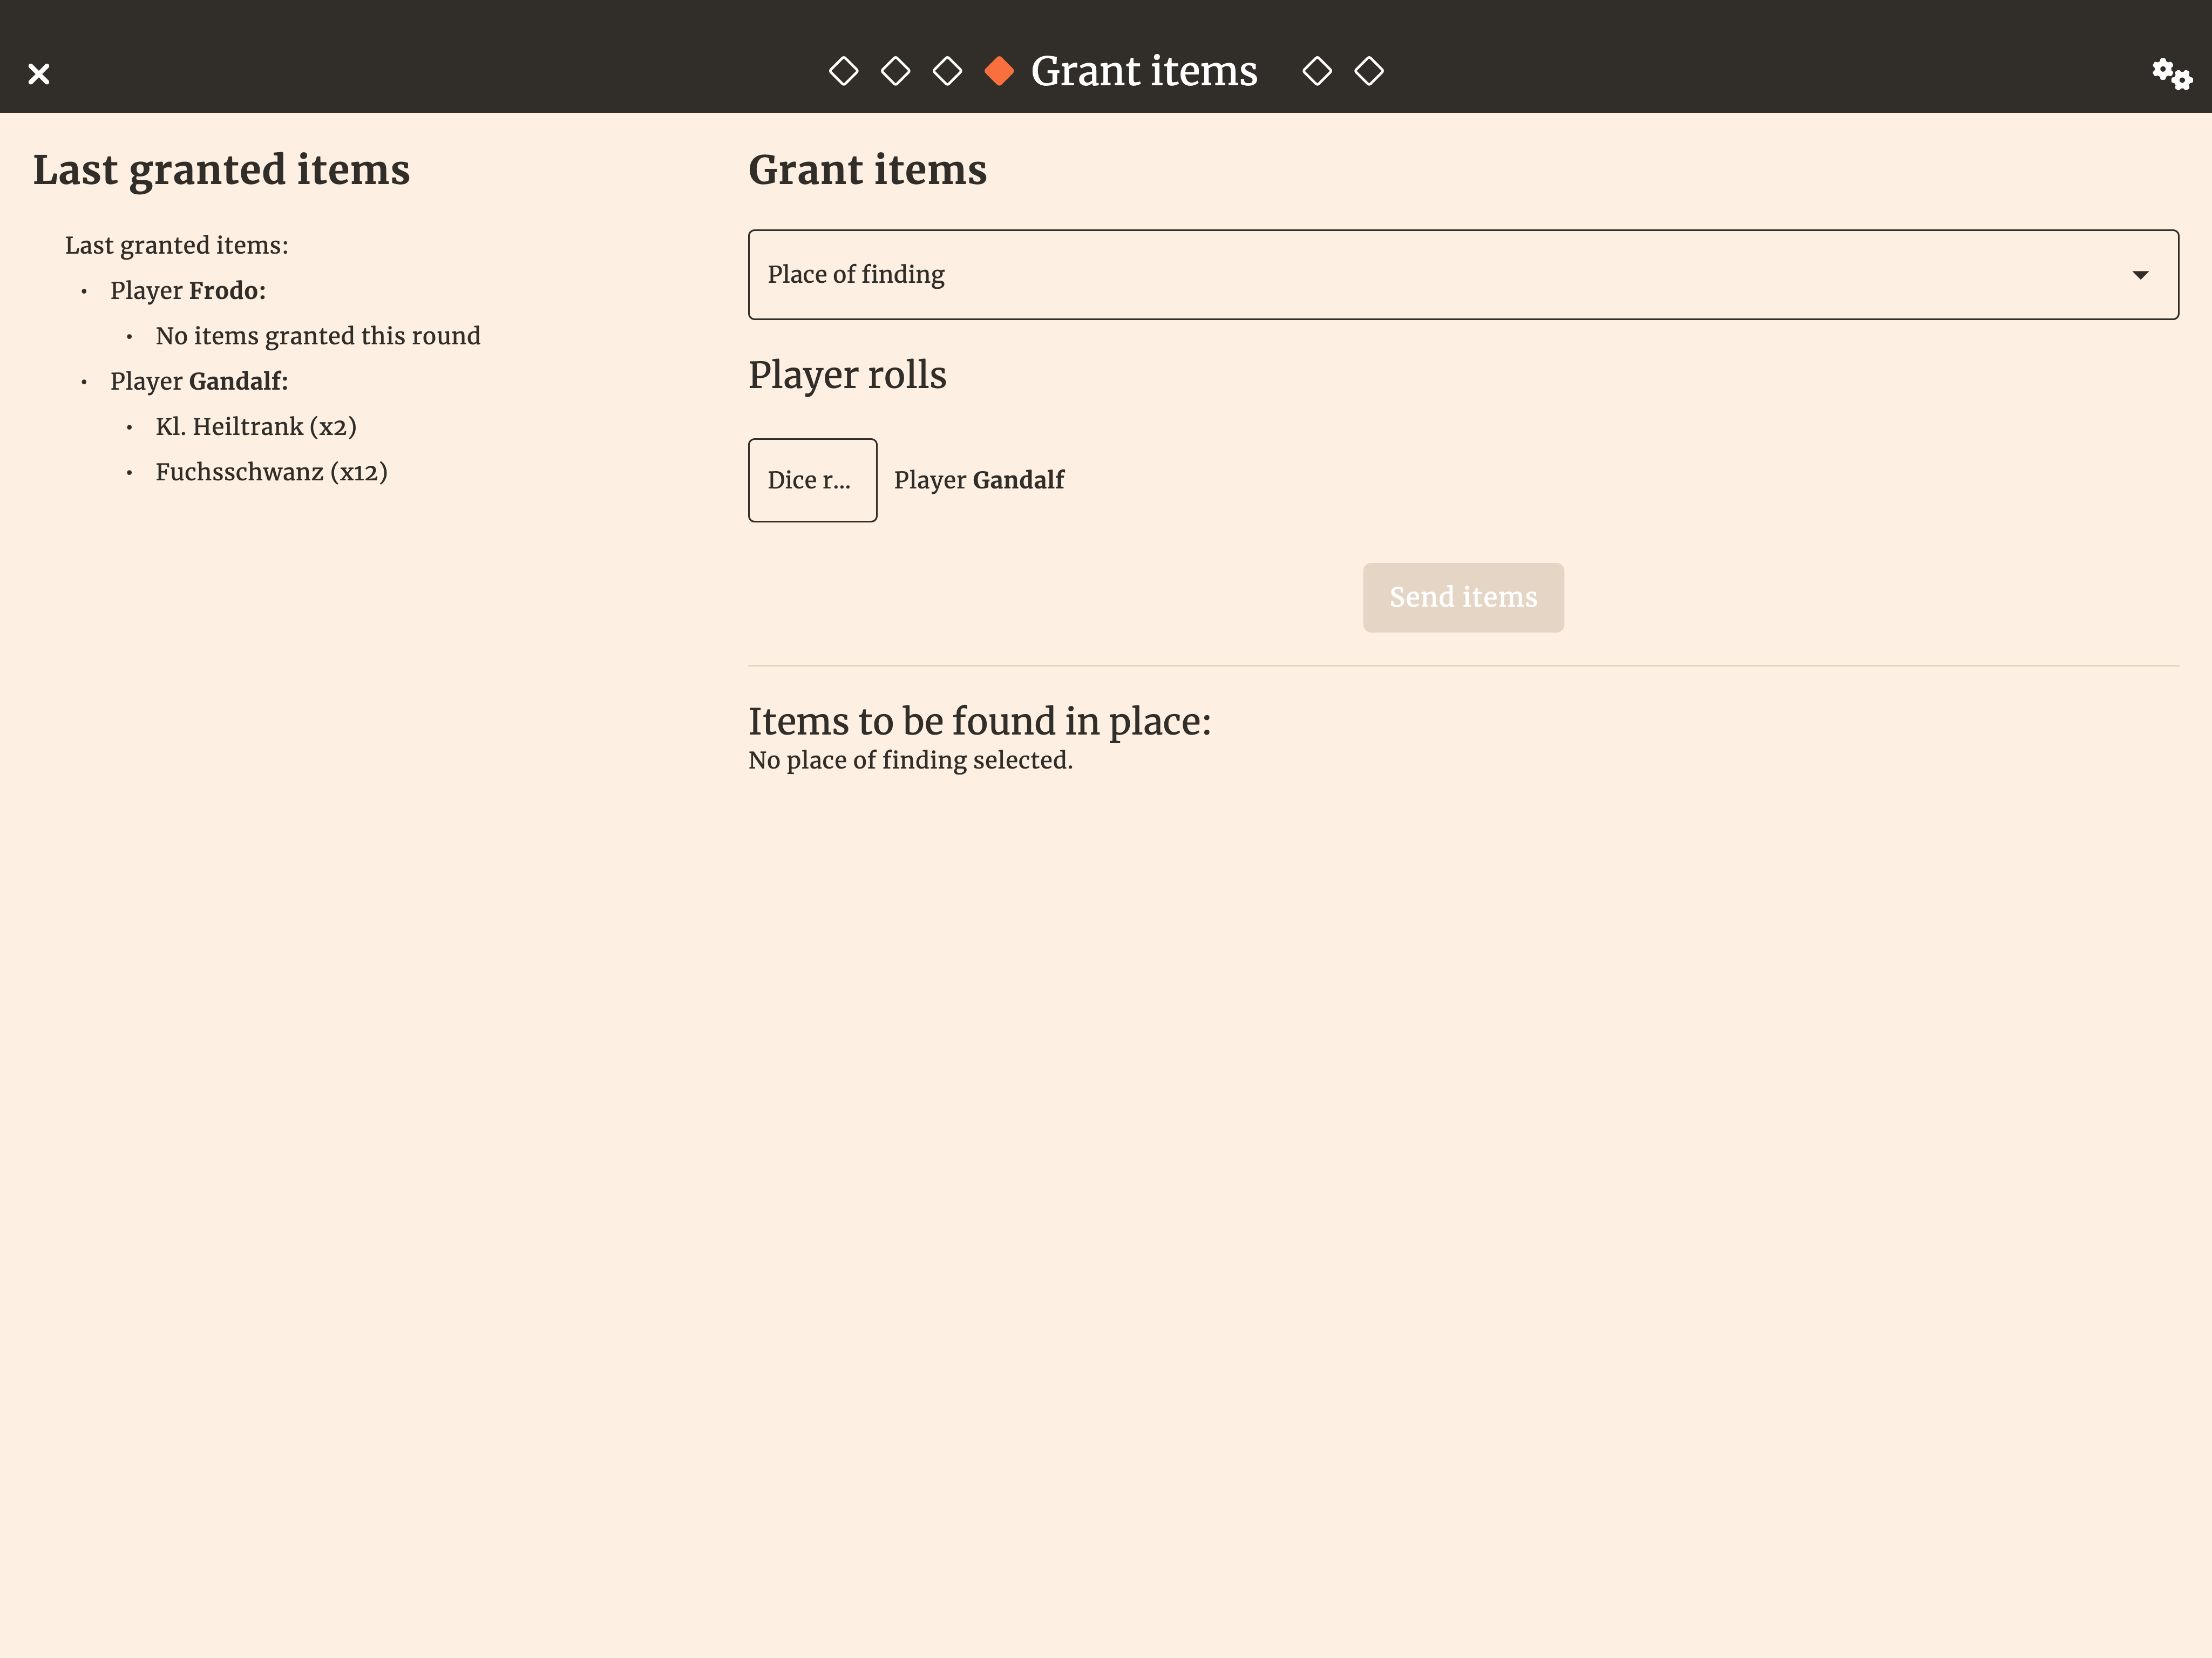 Grant items
Last granted items
Last granted items:
• Player Frodo:
• No items granted this round
• Player Gandalf:
• Kl. Heiltrank (x2)
• Fuchsschwanz (x12)
Grant items
Place of finding
Player rolls
Dice r...
Player Gandalf
Send items
Items to be found in place:
No place of finding selected.